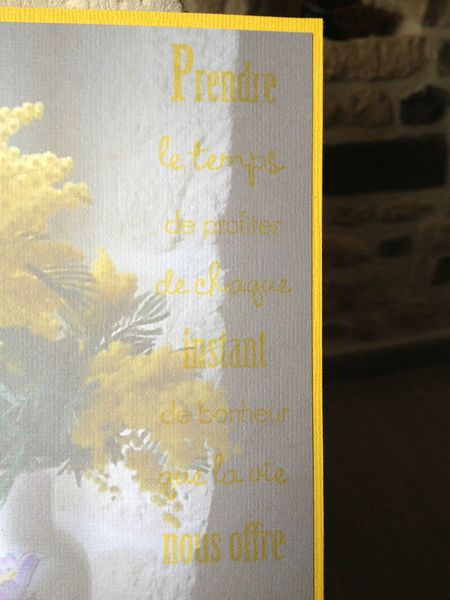 Prendre
le temps
de profiter
de chaque
instant
de bonheur
que la vie
nous offre